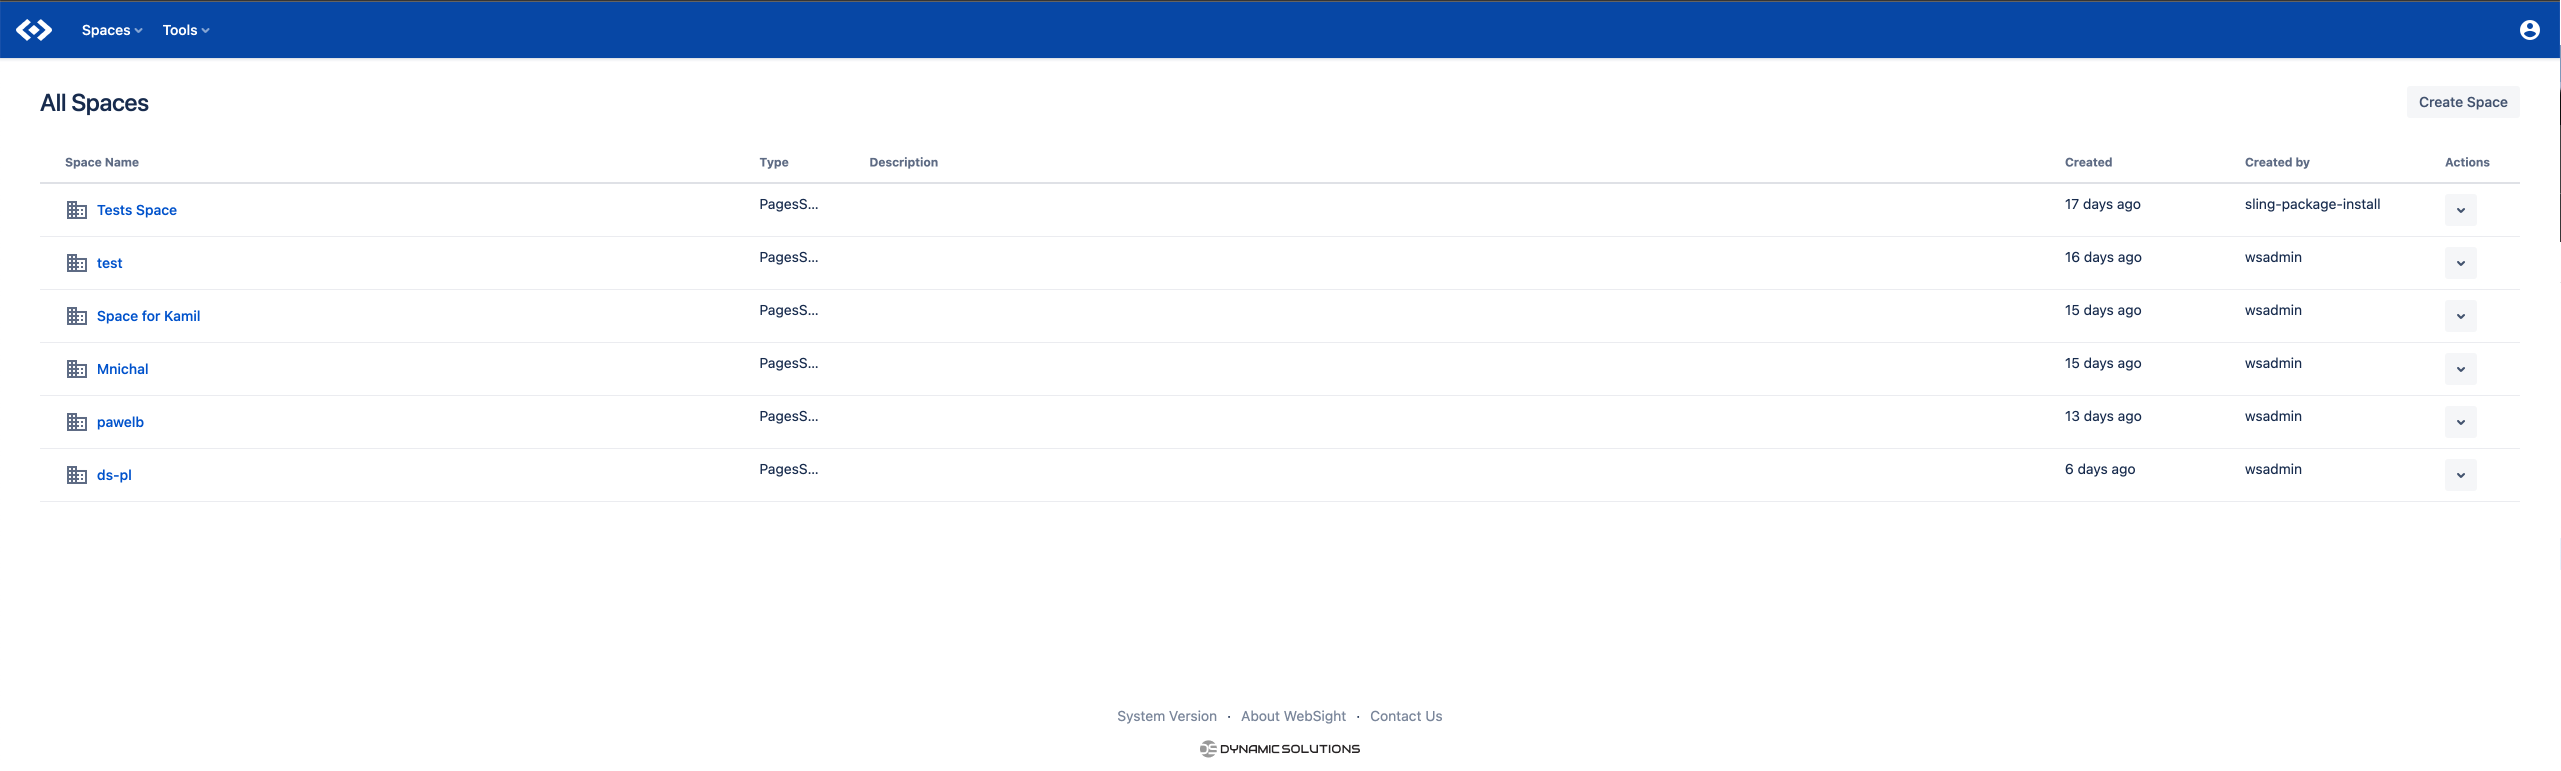 Spaces Tools
All Spaces
Create Space
Space Name Type Description Created Created by Actions
Tests Space PagesS... 17 days ago sling-package-install
test PagesS... 16 days ago wsadmin
Space for Kamil PagesS... 15 days ago wsadmin
Mnichal PagesS... 15 days ago wsadmin
pawelb PagesS... 13 days ago wsadmin
ds-pl PagesS... 6 days ago wsadmin
System Version · About WebSight · Contact Us
DS DYNAMIC SOLUTIONS